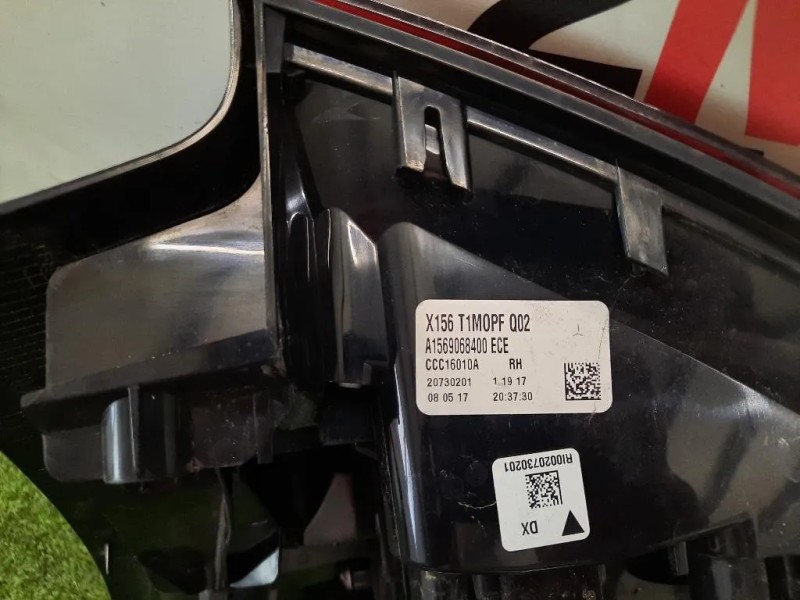 X156 T1MOPF Q02
A1569068400 ECE
CCC16010A RH
20730201 1 19 17
08 05 17 20:37:30
RI0020730201
DX